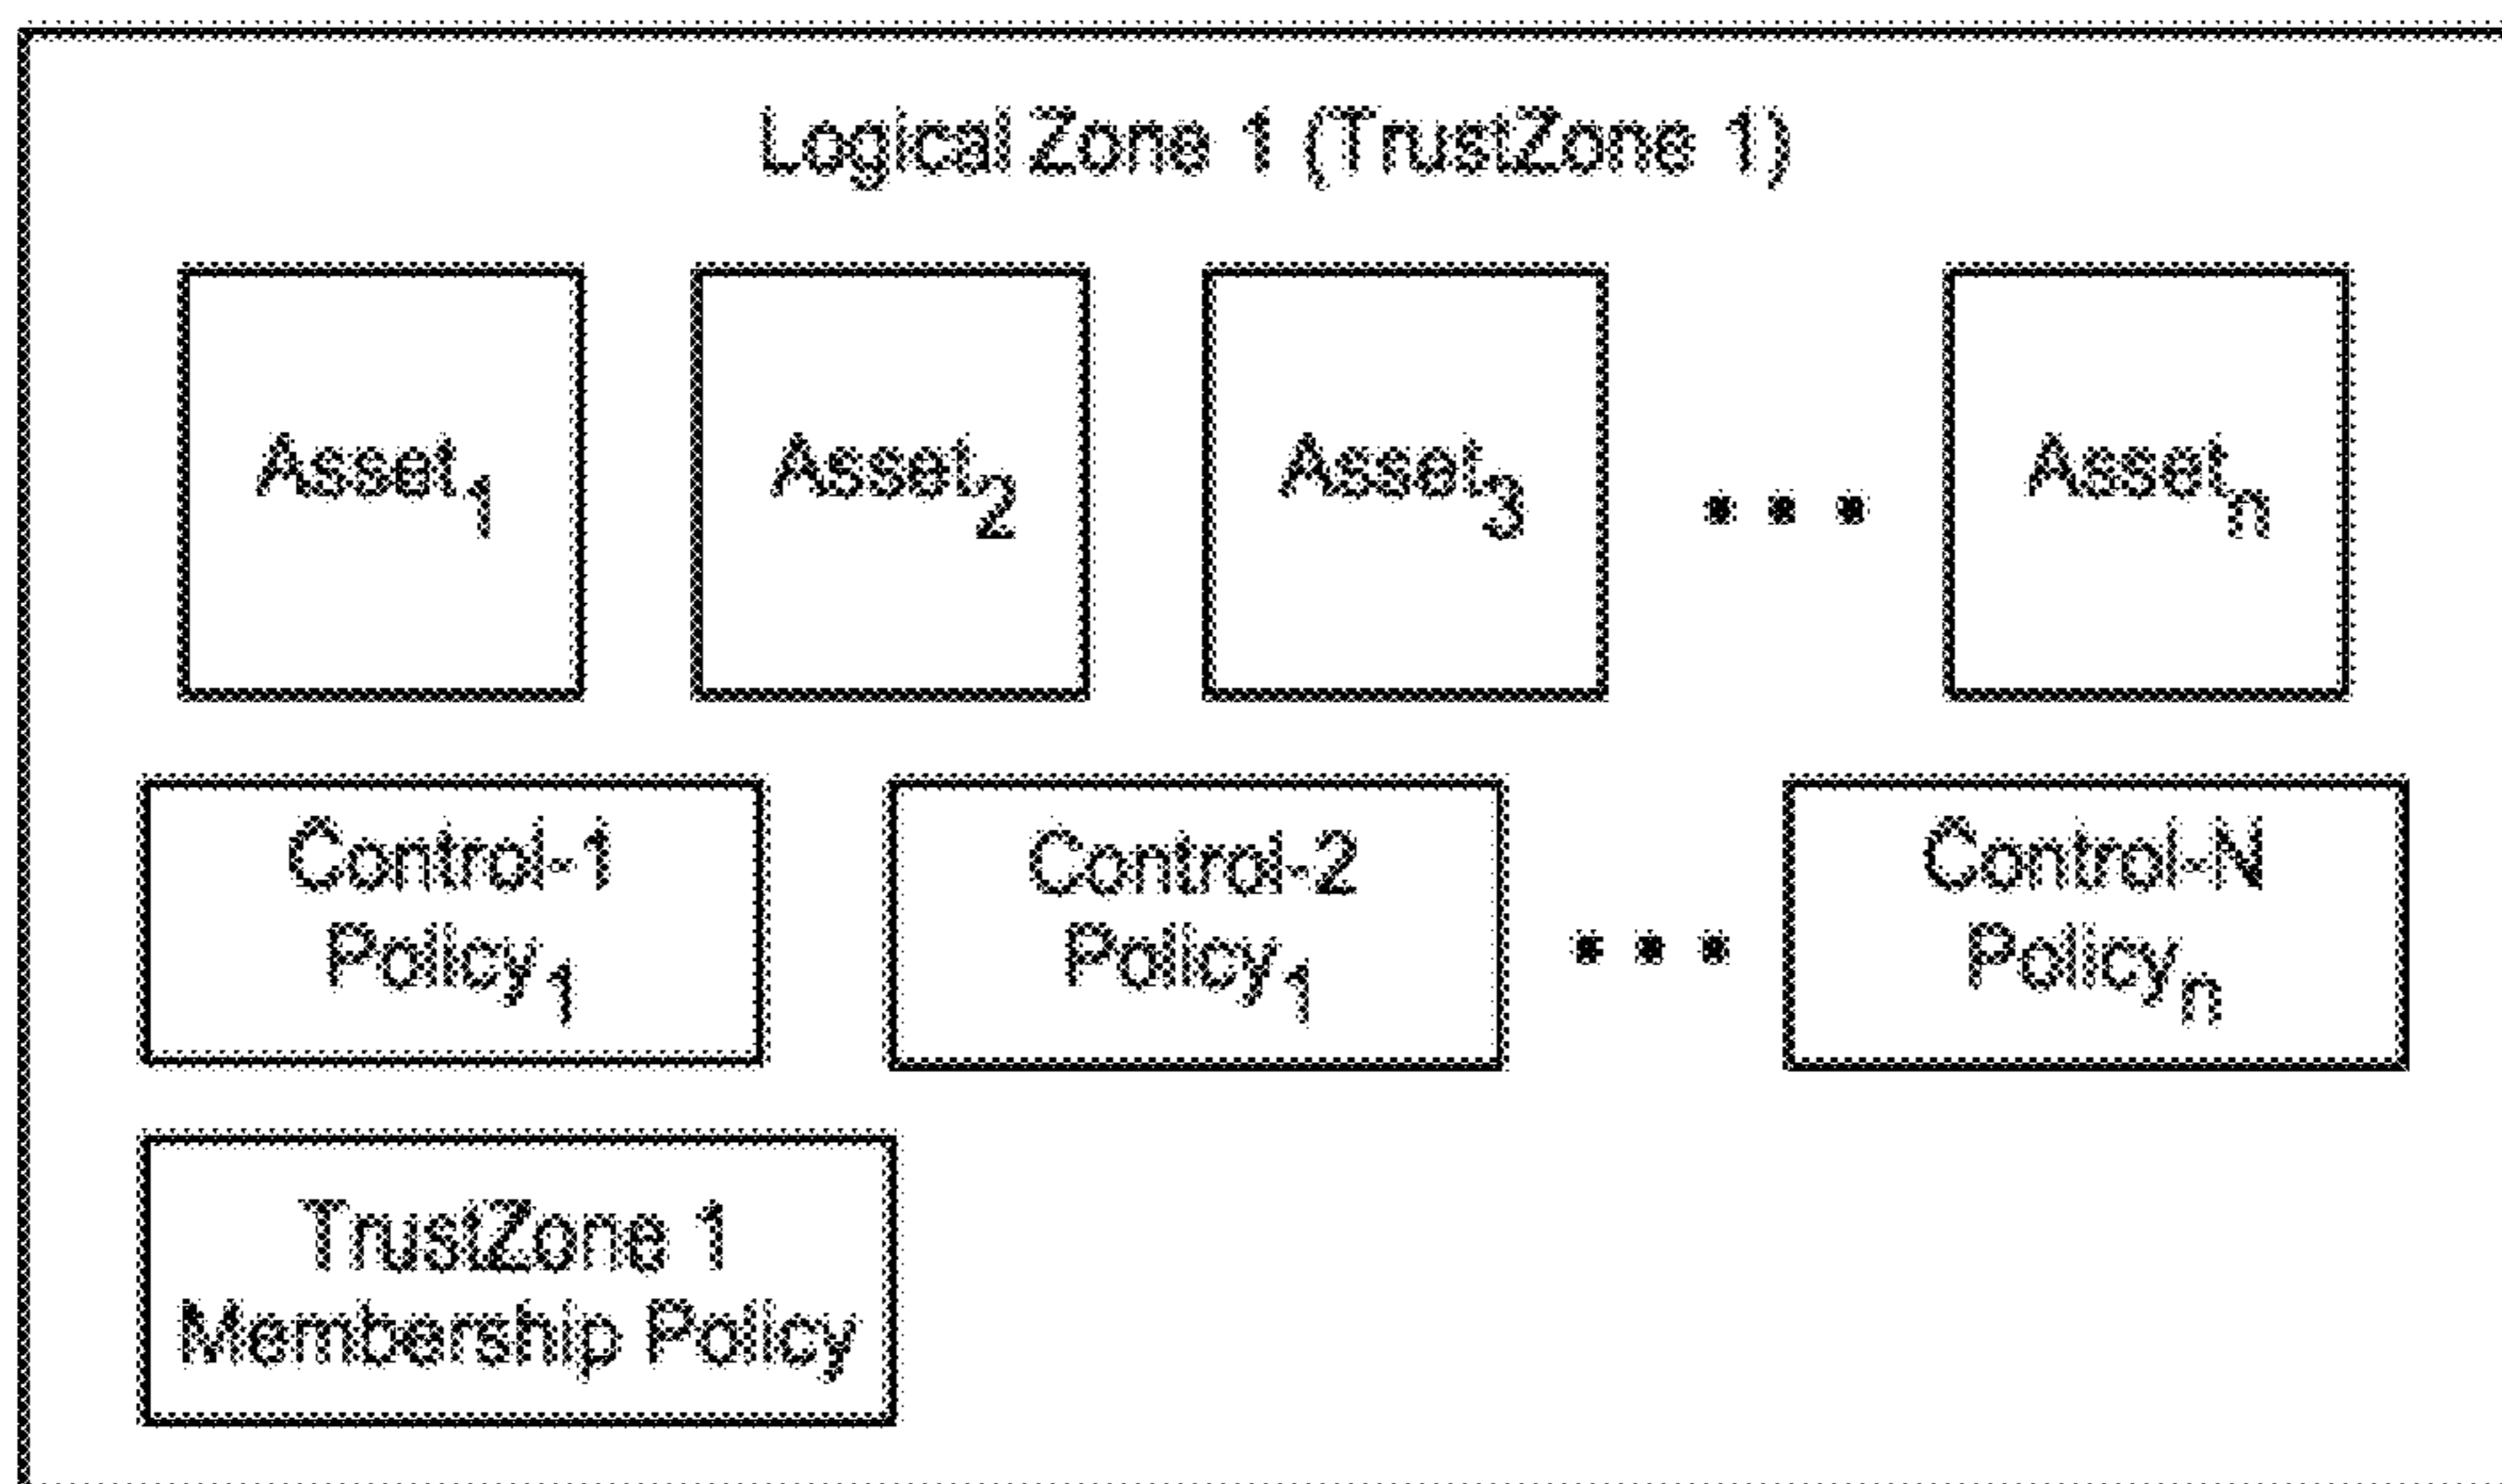 Logical Zone 1 (TrustZone 1)
Asset₁ Asset₂ Asset₃ ... Assetₙ
Control-1 Control-2 Control-N
Policy₁ Policy₁ ... Policyₙ
TrustZone 1
Membership Policy